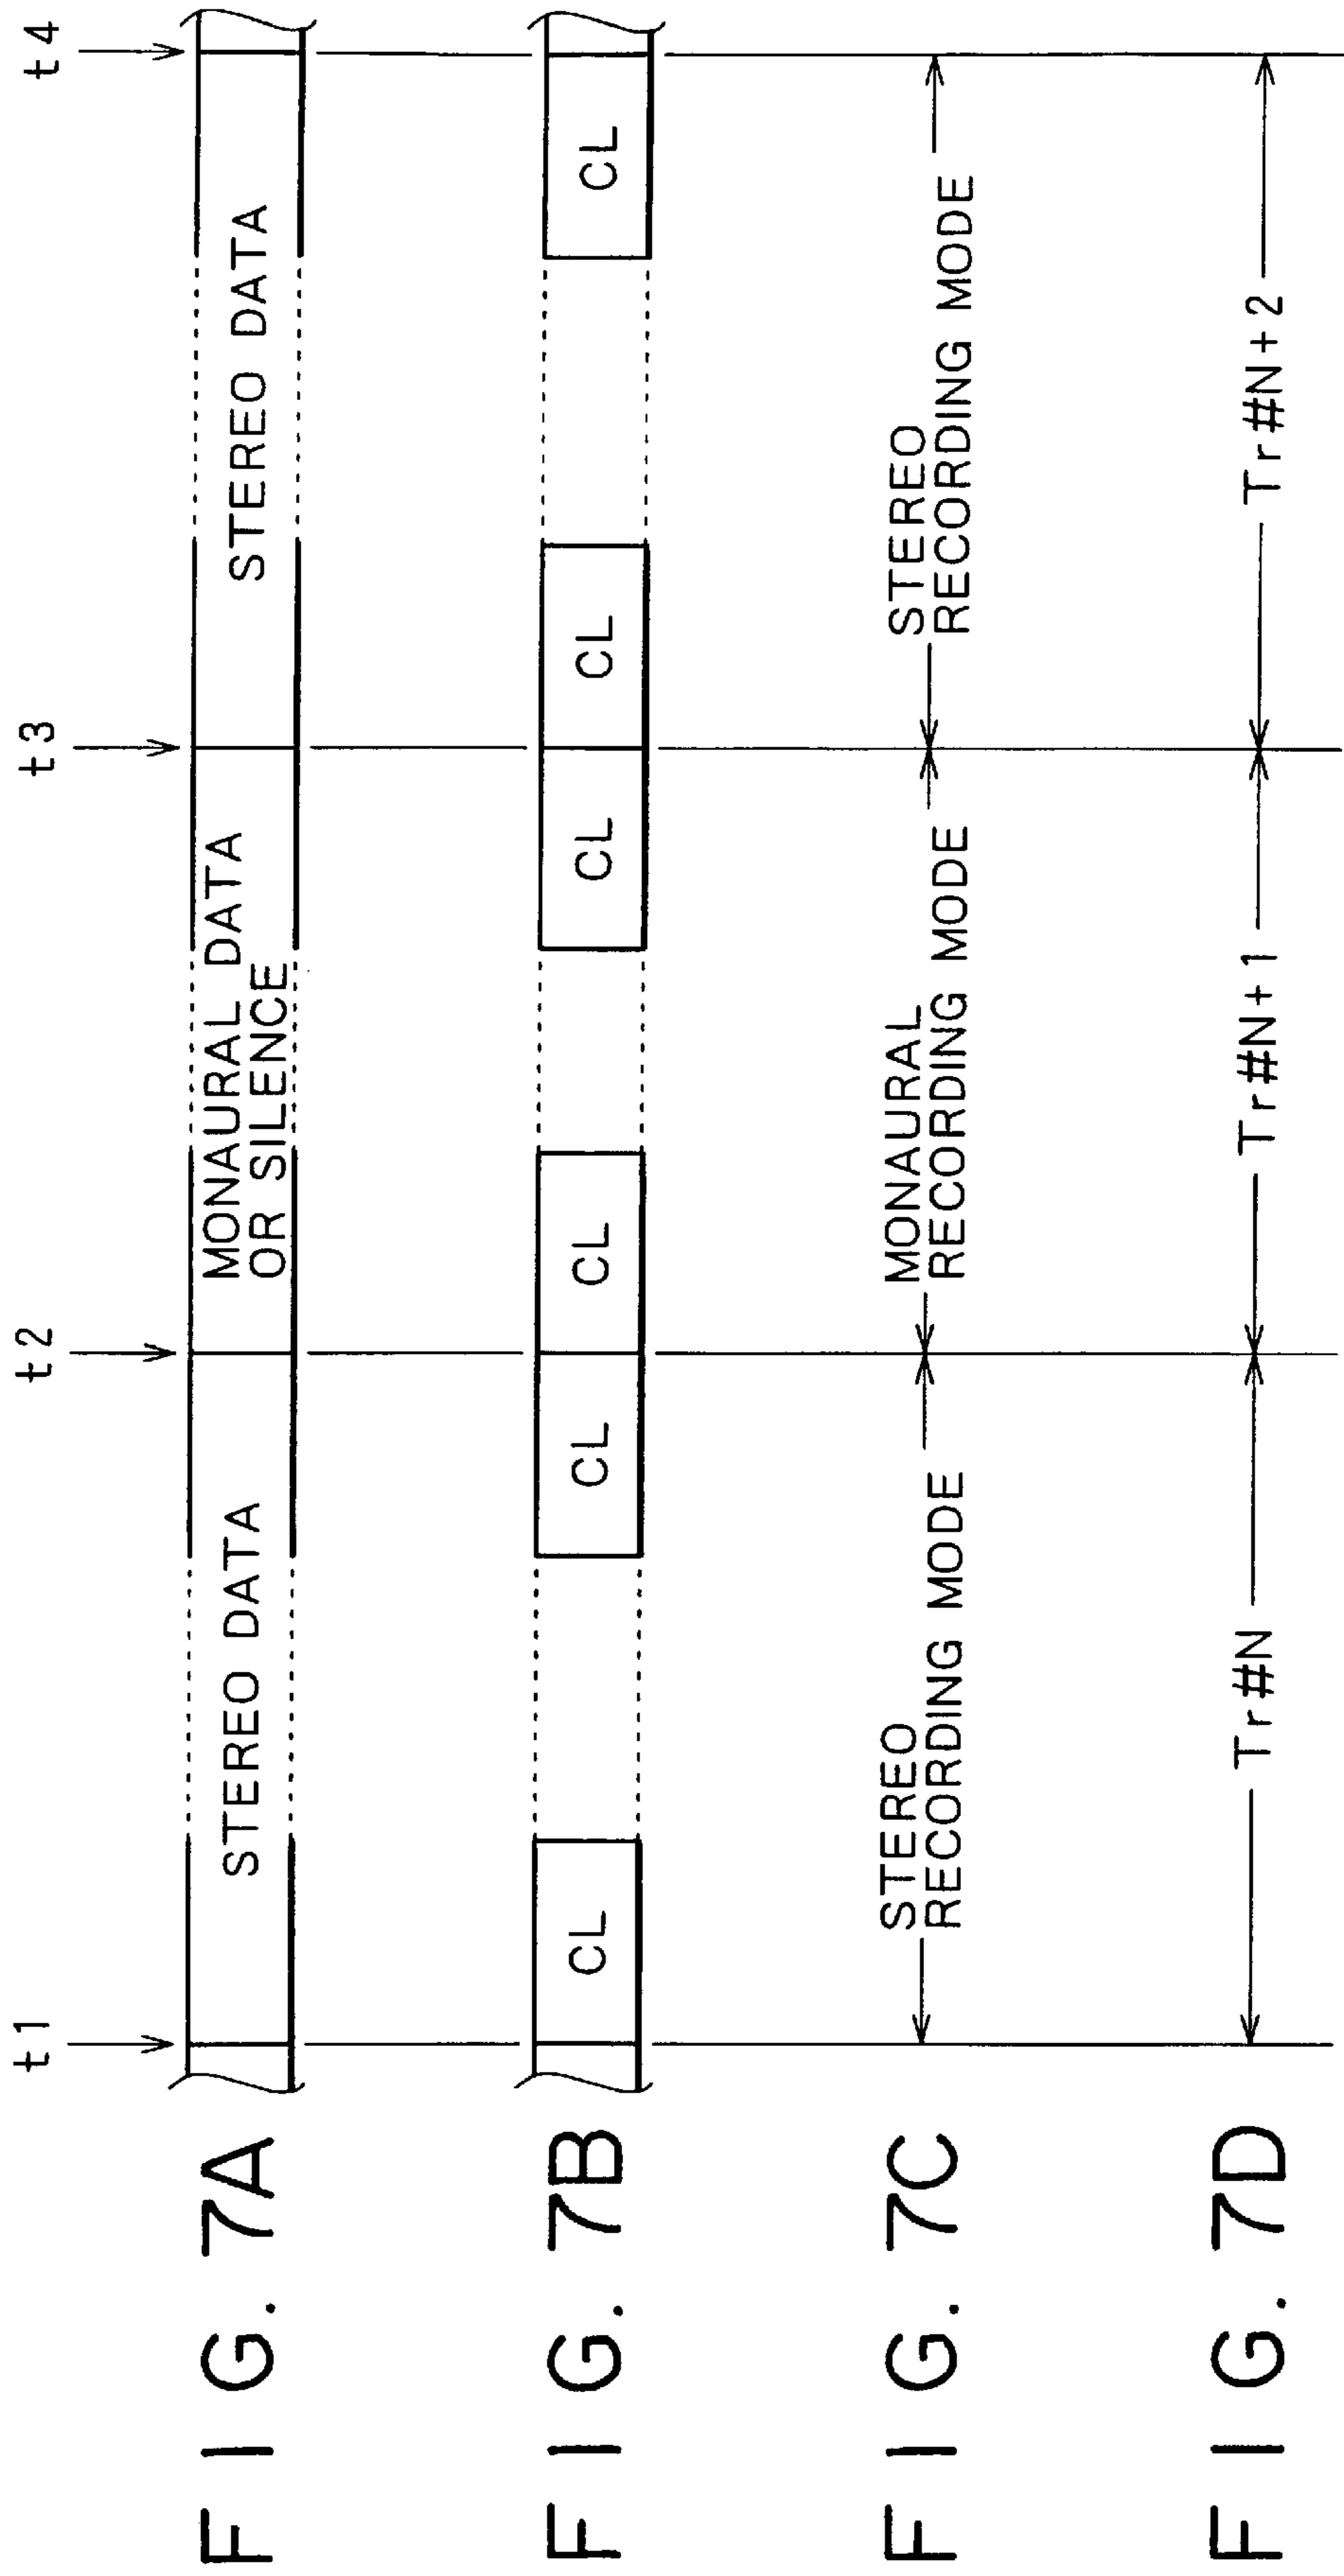 t1 t2 t3 t4
FIG. 7A
STEREO DATA
MONAURAL DATA
OR SILENCE
STEREO DATA
FIG. 7B
CL CL CL CL CL CL
FIG. 7C
STEREO
RECORDING MODE
MONAURAL
RECORDING MODE
STEREO
RECORDING MODE
FIG. 7D
Tr#N Tr#N+1 Tr#N+2